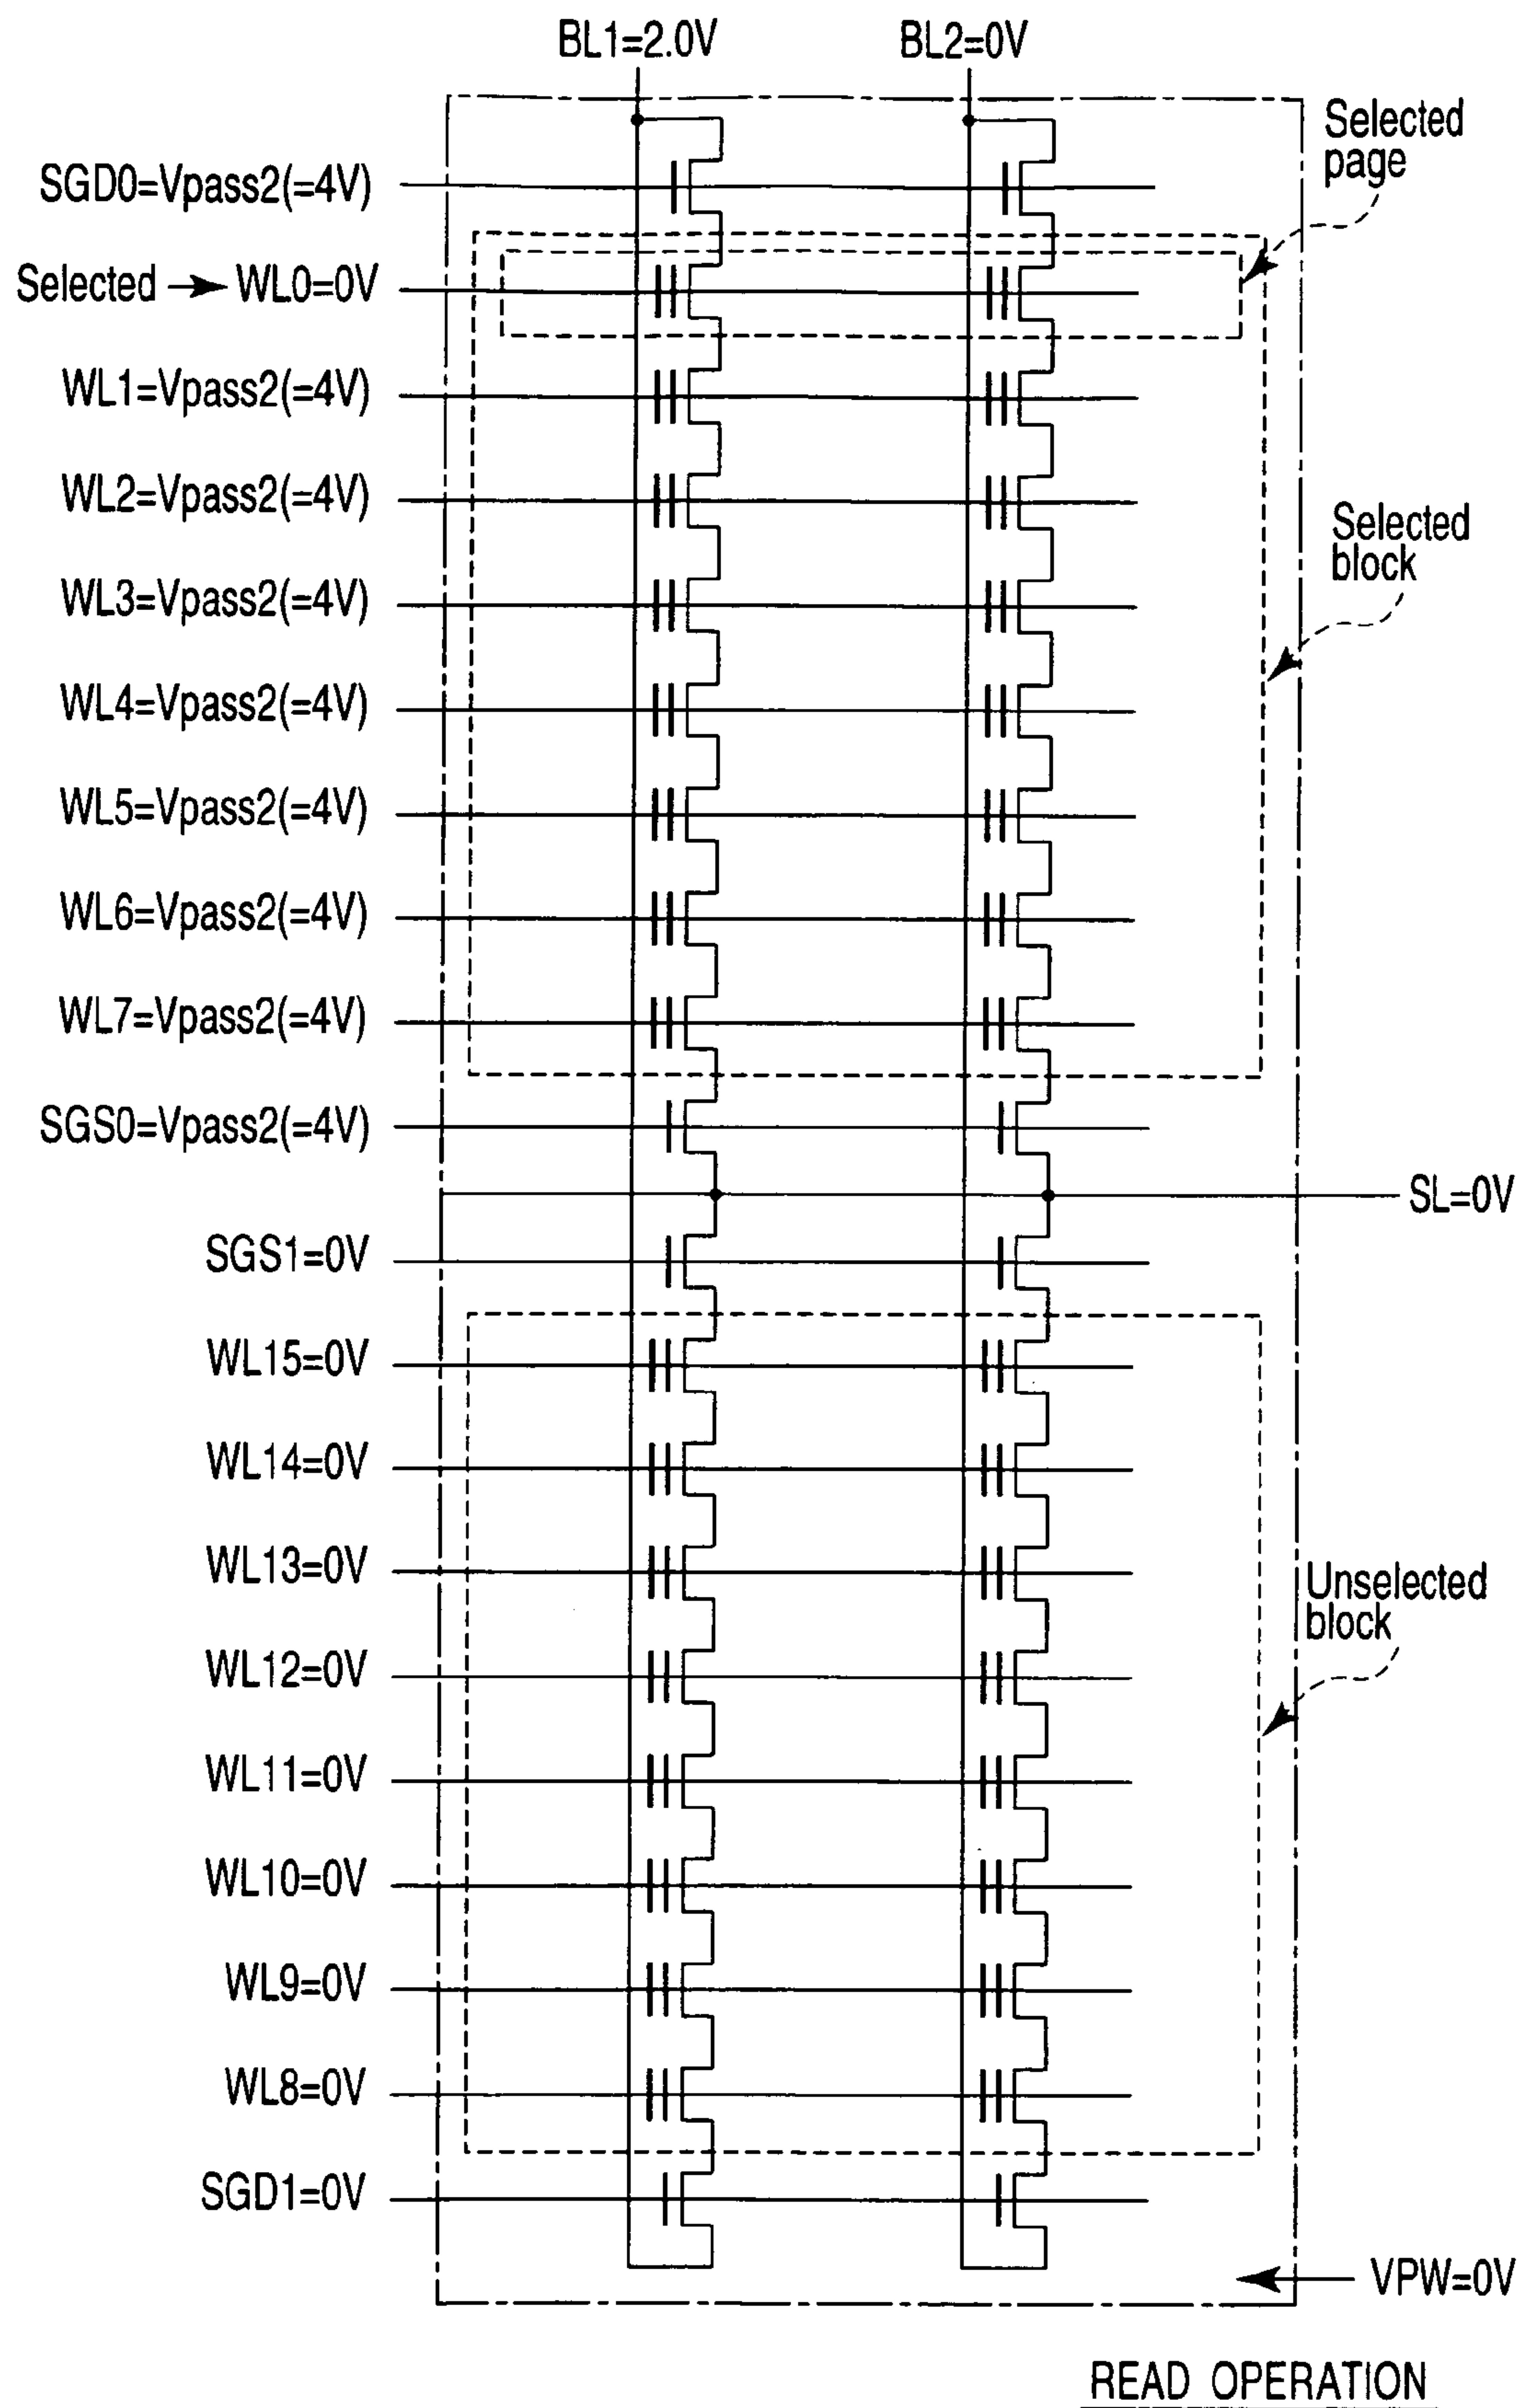 BL1=2.0V
BL2=0V
Selected
page
SGD0=Vpass2(=4V)
Selected → WL0=0V
WL1=Vpass2(=4V)
WL2=Vpass2(=4V)
Selected
block
WL3=Vpass2(=4V)
WL4=Vpass2(=4V)
WL5=Vpass2(=4V)
WL6=Vpass2(=4V)
WL7=Vpass2(=4V)
SGS0=Vpass2(=4V)
SL=0V
SGS1=0V
WL15=0V
WL14=0V
WL13=0V
Unselected
block
WL12=0V
WL11=0V
WL10=0V
WL9=0V
WL8=0V
SGD1=0V
VPW=0V
READ OPERATION